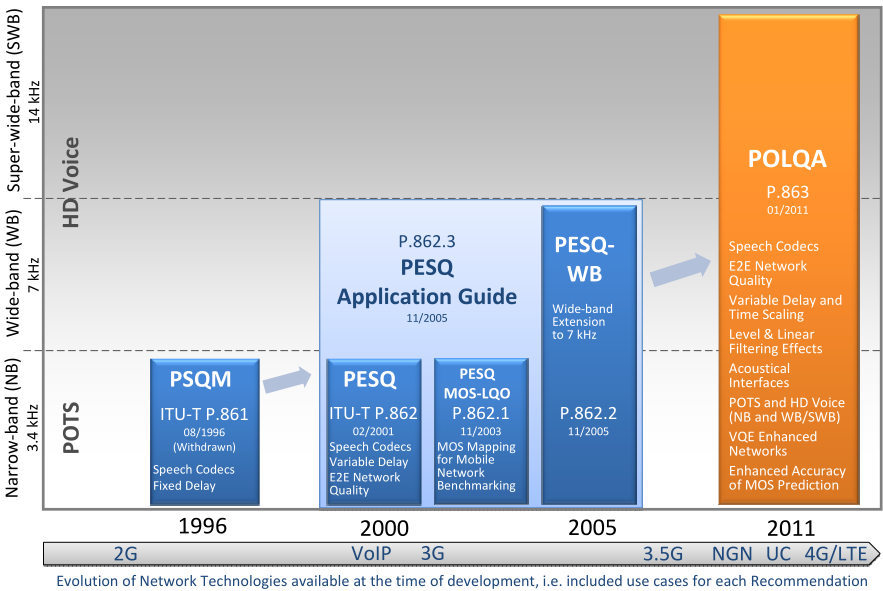 Super-wide-band (SWB)
14 kHz
Wide-band (WB)
7 kHz
Narrow-band (NB)
3.4 kHz
HD Voice
POTS
PSQM
ITU-T P.861
08/1996
(Withdrawn)
Speech Codecs
Fixed Delay
P.862.3
PESQ
Application Guide
11/2005
PESQ
ITU-T P.862
02/2001
Speech Codecs
Variable Delay
E2E Network
Quality
PESQ
MOS-LQO
P.862.1
11/2003
MOS Mapping
for Mobile
Network
Benchmarking
PESQ-
WB
Wide-band
Extension
to 7 kHz
P.862.2
11/2005
POLQA
P.863
01/2011
Speech Codecs
E2E Network
Quality
Variable Delay and
Time Scaling
Level & Linear
Filtering Effects
Acoustical
Interfaces
POTS and HD Voice
(NB and WB/SWB)
VQE Enhanced
Networks
Enhanced Accuracy
of MOS Prediction
1996 2000 2005 2011
2G VoIP 3G 3.5G NGN UC 4G/LTE
Evolution of Network Technologies available at the time of development, i.e. included use cases for each Recommendation